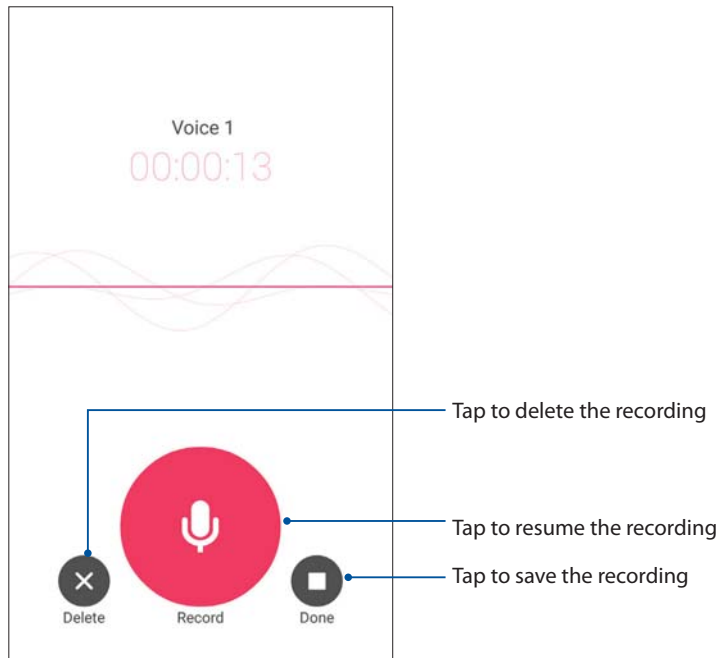 Voice 1
00:00:13
Tap to delete the recording
Tap to resume the recording
Tap to save the recording
Delete
Record
Done